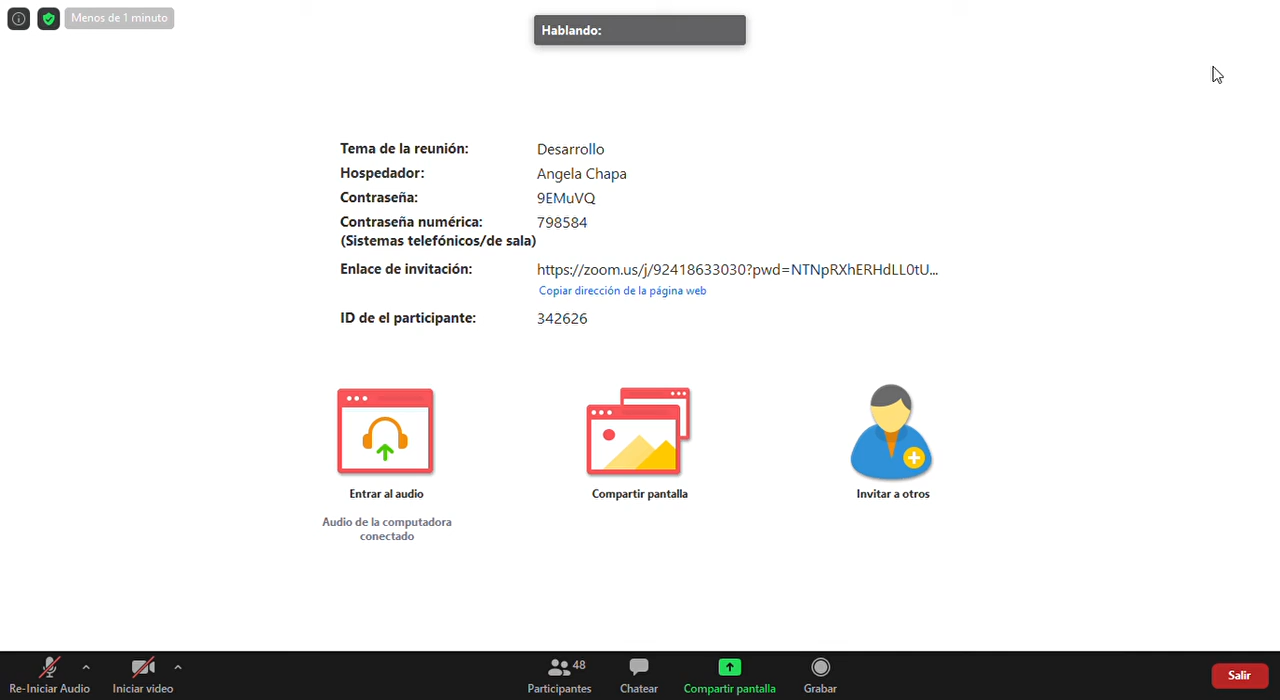 Menos de 1 minuto
Hablando:
Tema de la reunión: Desarrollo
Hospedador: Angela Chapa
Contraseña: 9EMuVQ
Contraseña numérica: 798584
(Sistemas telefónicos/de sala)
Enlace de invitación: https://zoom.us/j/92418633030?pwd=NTNpRXhERHdLL0tU...
Copiar dirección de la página web
ID de el participante: 342626
Entrar al audio
Compartir pantalla
Invitar a otros
Audio de la computadora
conectado
48
Re-Iniciar Audio
Iniciar video
Participantes
Chatear
Compartir pantalla
Grabar
Salir